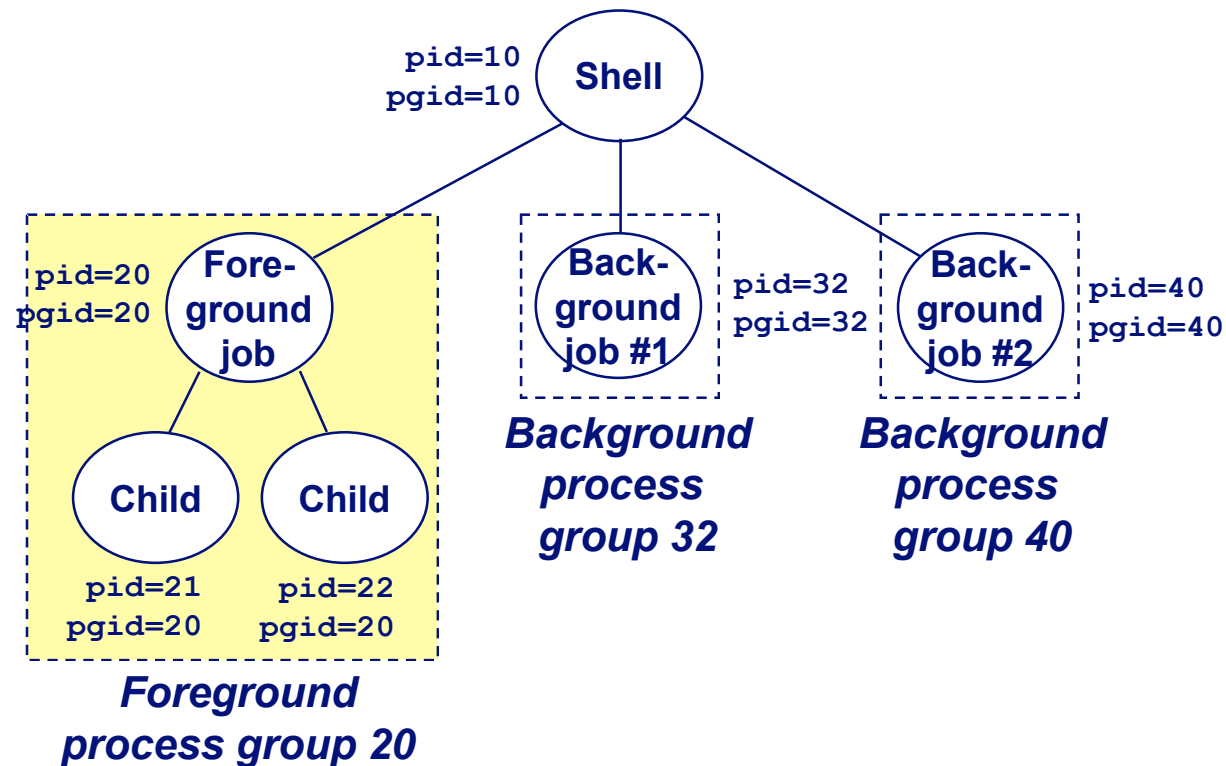 pid=10
pgid=10
Shell
pid=20
pgid=20
Fore-
ground
job
Back-
ground
job #1
pid=32
pgid=32
Back-
ground
job #2
pid=40
pgid=40
Child
Child
pid=21
pgid=20
pid=22
pgid=20
Background
process
group 32
Background
process
group 40
Foreground
process group 20